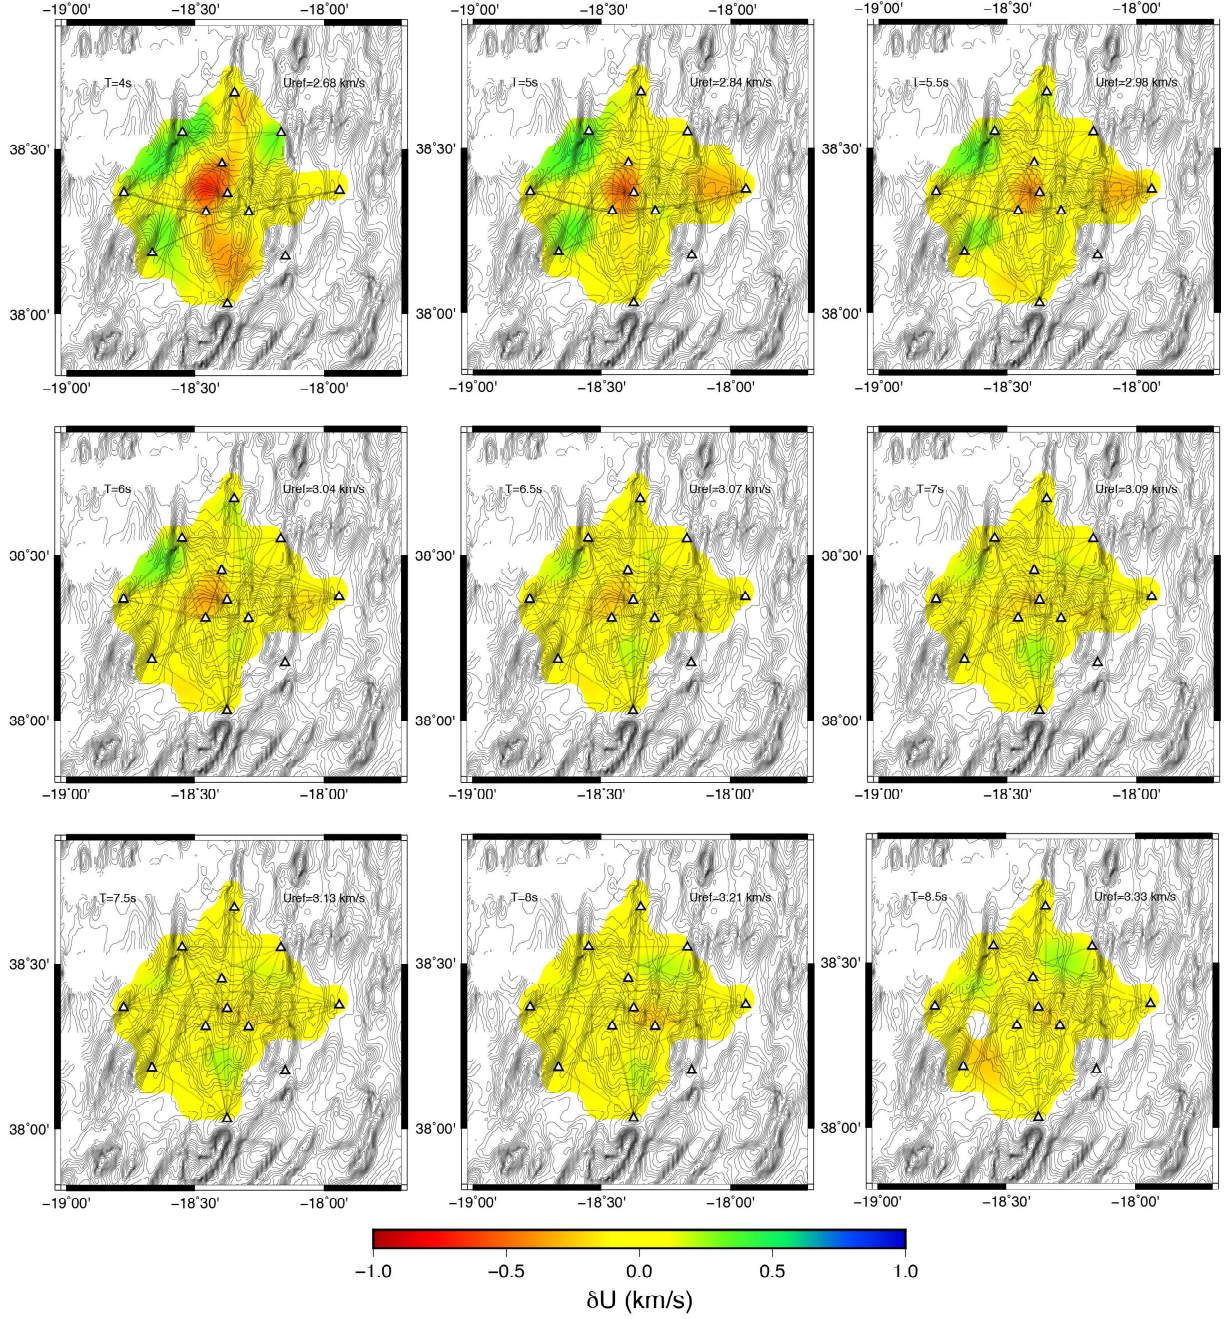 −19˚00' −18˚30' −18˚00' −19˚00' −18˚30' −18˚00' −19˚00' −18˚30' −18˚00'
T=4s Uref=2.68 km/s T=5s Uref=2.84 km/s T=5.5s Uref=2.98 km/s
38˚30' 38˚30' 38˚30'
38˚00' 38˚00' 38˚00'
−19˚00' −18˚30' −18˚00' −19˚00' −18˚30' −18˚00' −19˚00' −18˚30' −18˚00'
T=6s Uref=3.04 km/s T=6.5s Uref=3.07 km/s T=7s Uref=3.09 km/s
38˚30' 38˚30' 38˚30'
38˚00' 38˚00' 38˚00'
−19˚00' −18˚30' −18˚00' −19˚00' −18˚30' −18˚00' −19˚00' −18˚30' −18˚00'
T=7.5s Uref=3.13 km/s T=8s Uref=3.21 km/s T=8.5s Uref=3.33 km/s
38˚30' 38˚30' 38˚30'
38˚00' 38˚00' 38˚00'
−19˚00' −18˚30' −18˚00' −19˚00' −18˚30' −18˚00' −19˚00' −18˚30' −18˚00'
−1.0 −0.5 0.0 0.5 1.0
δU (km/s)